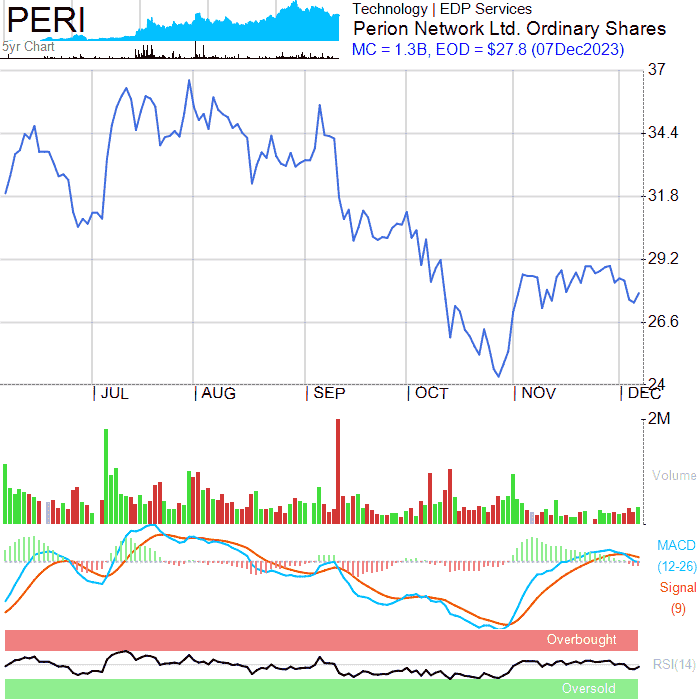 PERI
5yr Chart
Technology | EDP Services
Perion Network Ltd. Ordinary Shares
MC = 1.3B, EOD = $27.8 (07Dec2023)
37
34.4
31.8
29.2
26.6
24
JUL AUG SEP OCT NOV DEC
2M
Volume
MACD
(12-26)
Signal
(9)
Overbought
RSI(14)
Oversold